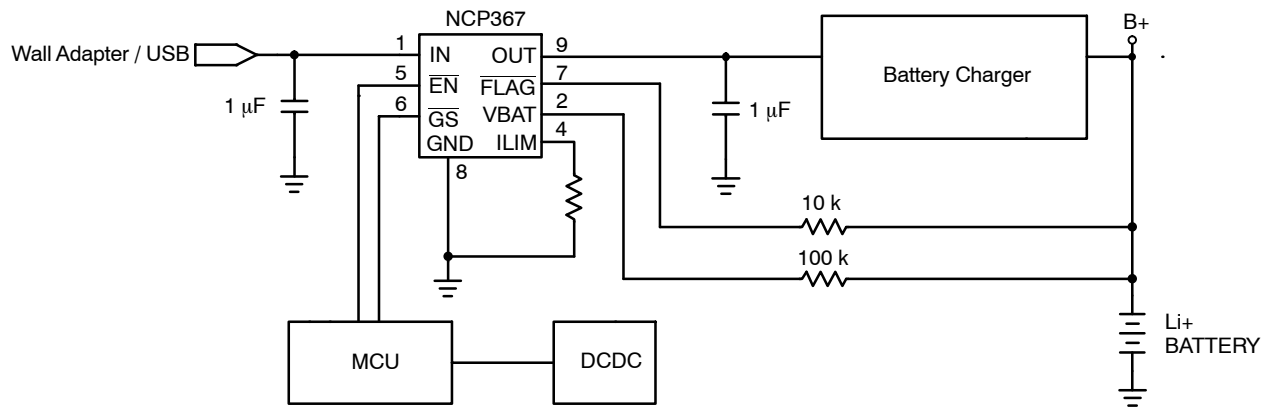 NCP367
B+
Wall Adapter / USB
1
IN
OUT
9
5
EN
FLAG
7
6
GS
VBAT
2
GND
ILIM
4
8
1 μF
1 μF
Battery Charger
10 k
100 k
MCU
DCDC
Li+
BATTERY